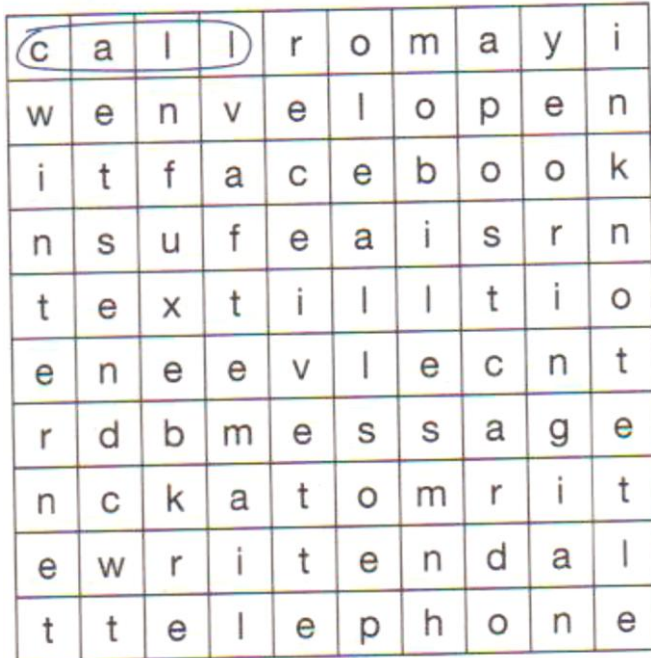 c a l l r o m a y i
w e n v e l o p e n
i t f a c e b o o k
n s u f e a i s r n
t e x t i l l t i o
e n e e v l e c n t
r d b m e s s a g e
n c k a t o m r i t
e w r i t e n d a l
t t e l e p h o n e